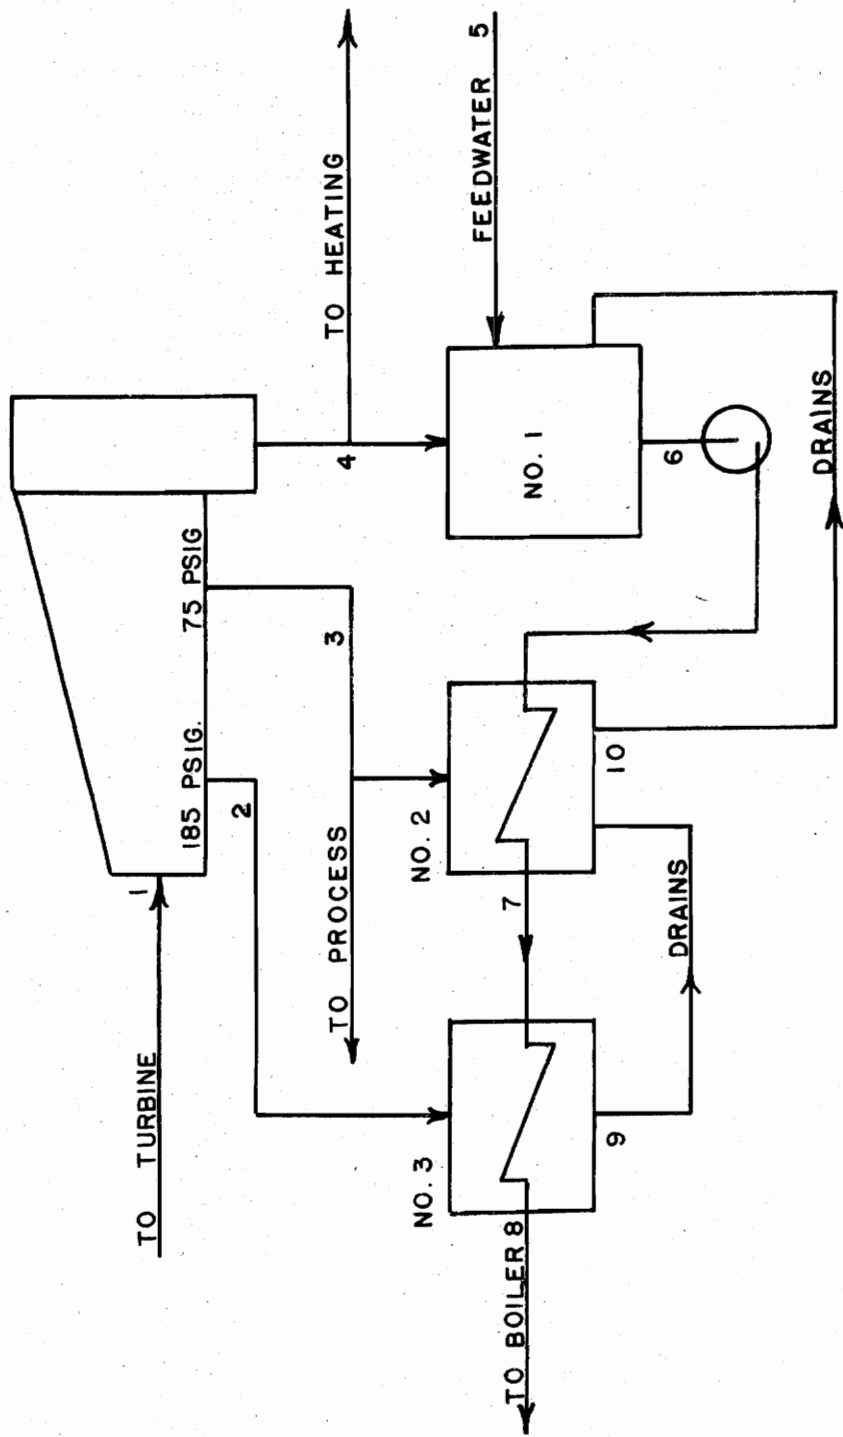 TO TURBINE
1
185 PSIG.
75 PSIG
2
3
4
TO PROCESS
TO HEATING
FEEDWATER 5
NO. 3
NO. 2
NO. 1
TO BOILER 8
7
6
9
10
DRAINS
DRAINS